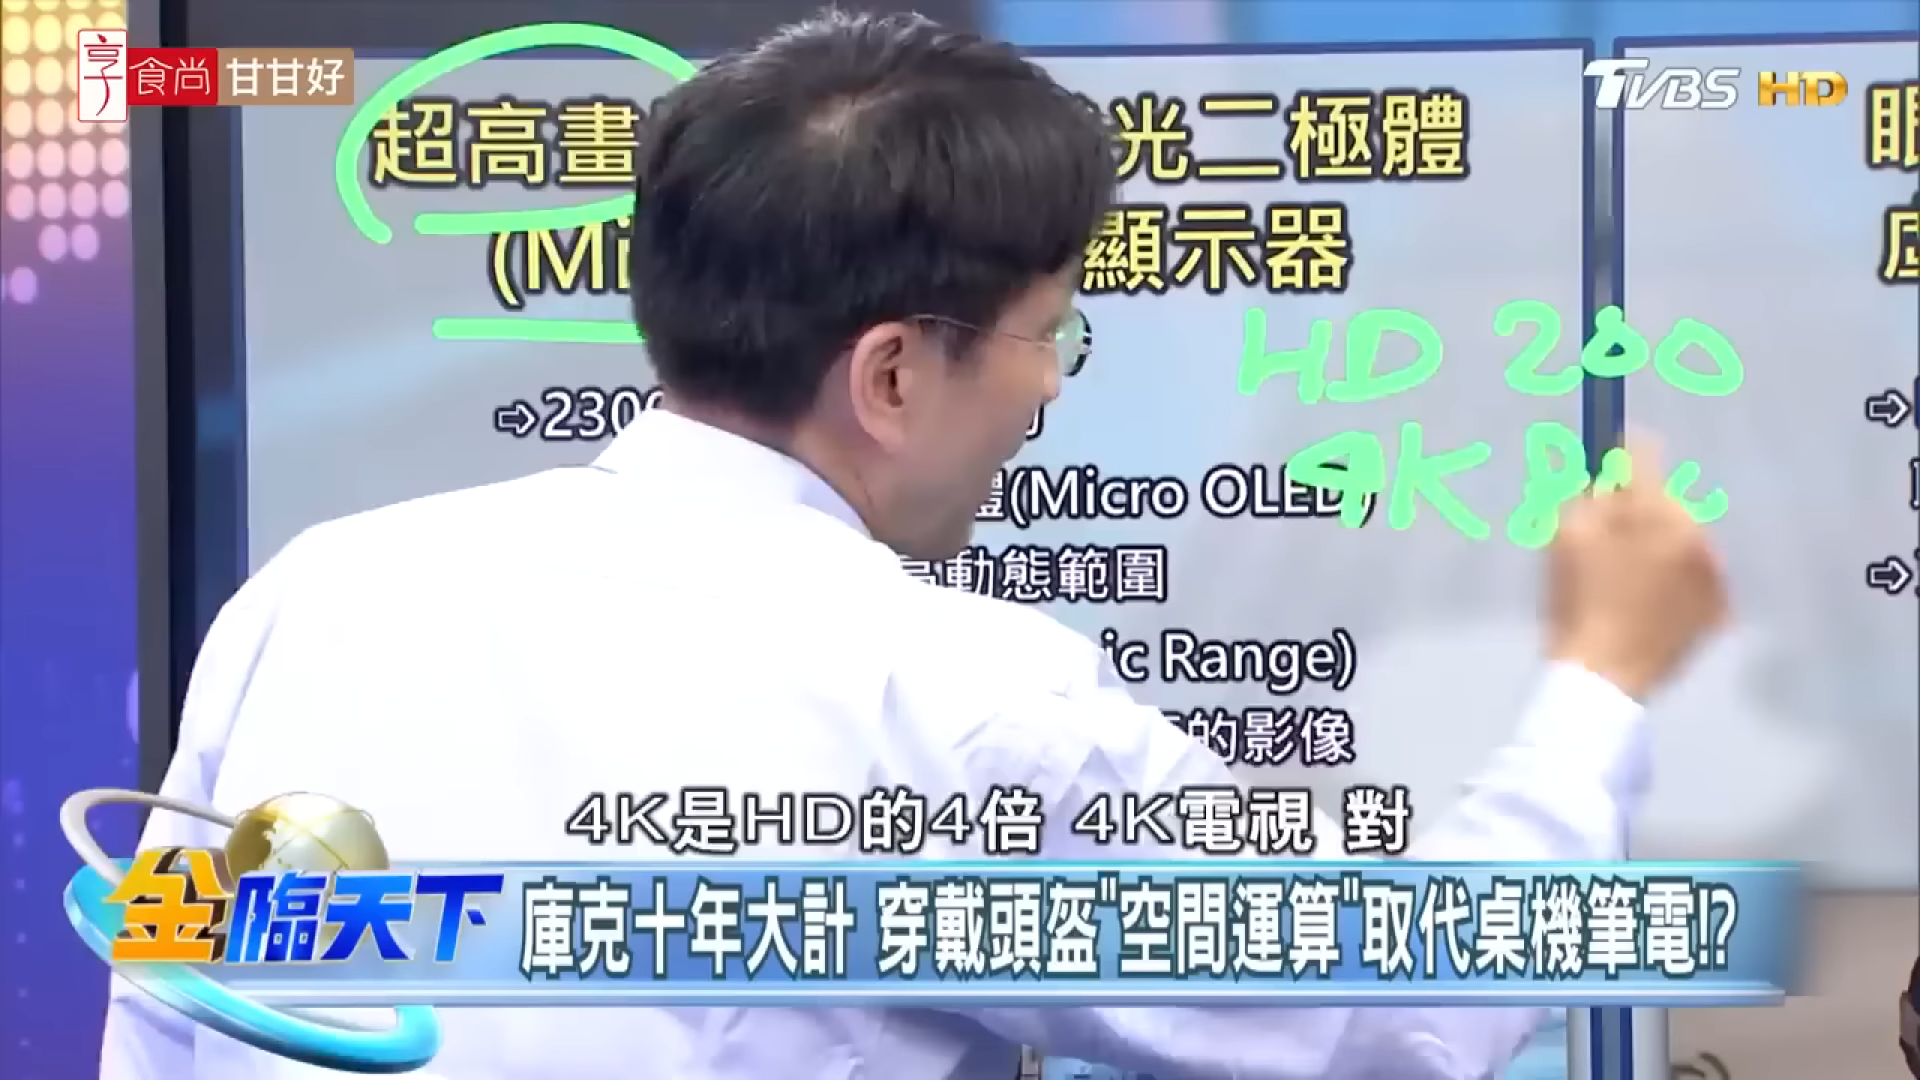 享食尚 甘甘好
TVBS HD
超高畫 光二極體
(Mi 顯示器
HD 200
4K 8
⇨230
體(Micro OLED)
動態範圍
ic Range)
的影像
眼
⇨
⇨
4K是HD的4倍 4K電視 對
金臨天下
庫克十年大計 穿戴頭盔"空間運算"取代桌機筆電!?